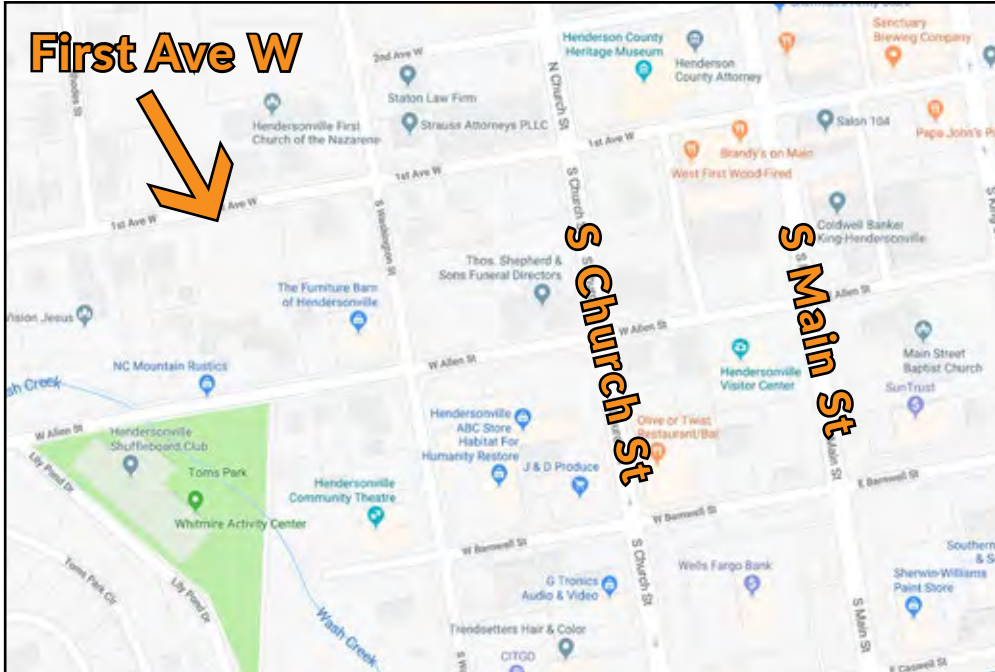 First Ave W
2nd Ave W
Staton Law Firm
Strauss Attorneys PLLC
Hendersonville First
Church of the Nazarene
Henderson County
Heritage Museum
Henderson
County Attorney
Sanctuary
Brewing Company
N Church St
1st Ave W
1st Ave W
1st Ave W
Ave W
Salon 104
Papa John's
Brandy's on Main
West First Wood-Fired
S Church St
S Washington St
Coldwell Banker
King-Hendersonville
Thos. Shepherd &
Sons Funeral Directors
The Furniture Barn
of Hendersonville
S Church St
S Main St
Allen St
W Allen St
Vision Jesus
NC Mountain Rustics
W Allen St
Hendersonville
Visitor Center
Main Street
Baptist Church
SunTrust
sh Creek
W Allen St
Hendersonville
Shuffleboard Club
Lily Pond Dr
Toms Park
Whitmire Activity Center
Hendersonville
ABC Store
Habitat For
Humanity Restore
J & D Produce
Olive or Twist
Restaurant/Bar
Main St
E Barnwell St
Hendersonville
Community Theatre
W Barnwell St
W Barnwell St
Toms Park Cir
Lily Pond Dr
Wash Creek
G Tronics
Audio & Video
S Church St
Wells Fargo Bank
Southern
Sherwin-Williams
Paint Store
S Main St
Trendsetters Hair & Color
CITGO
E Caswell St